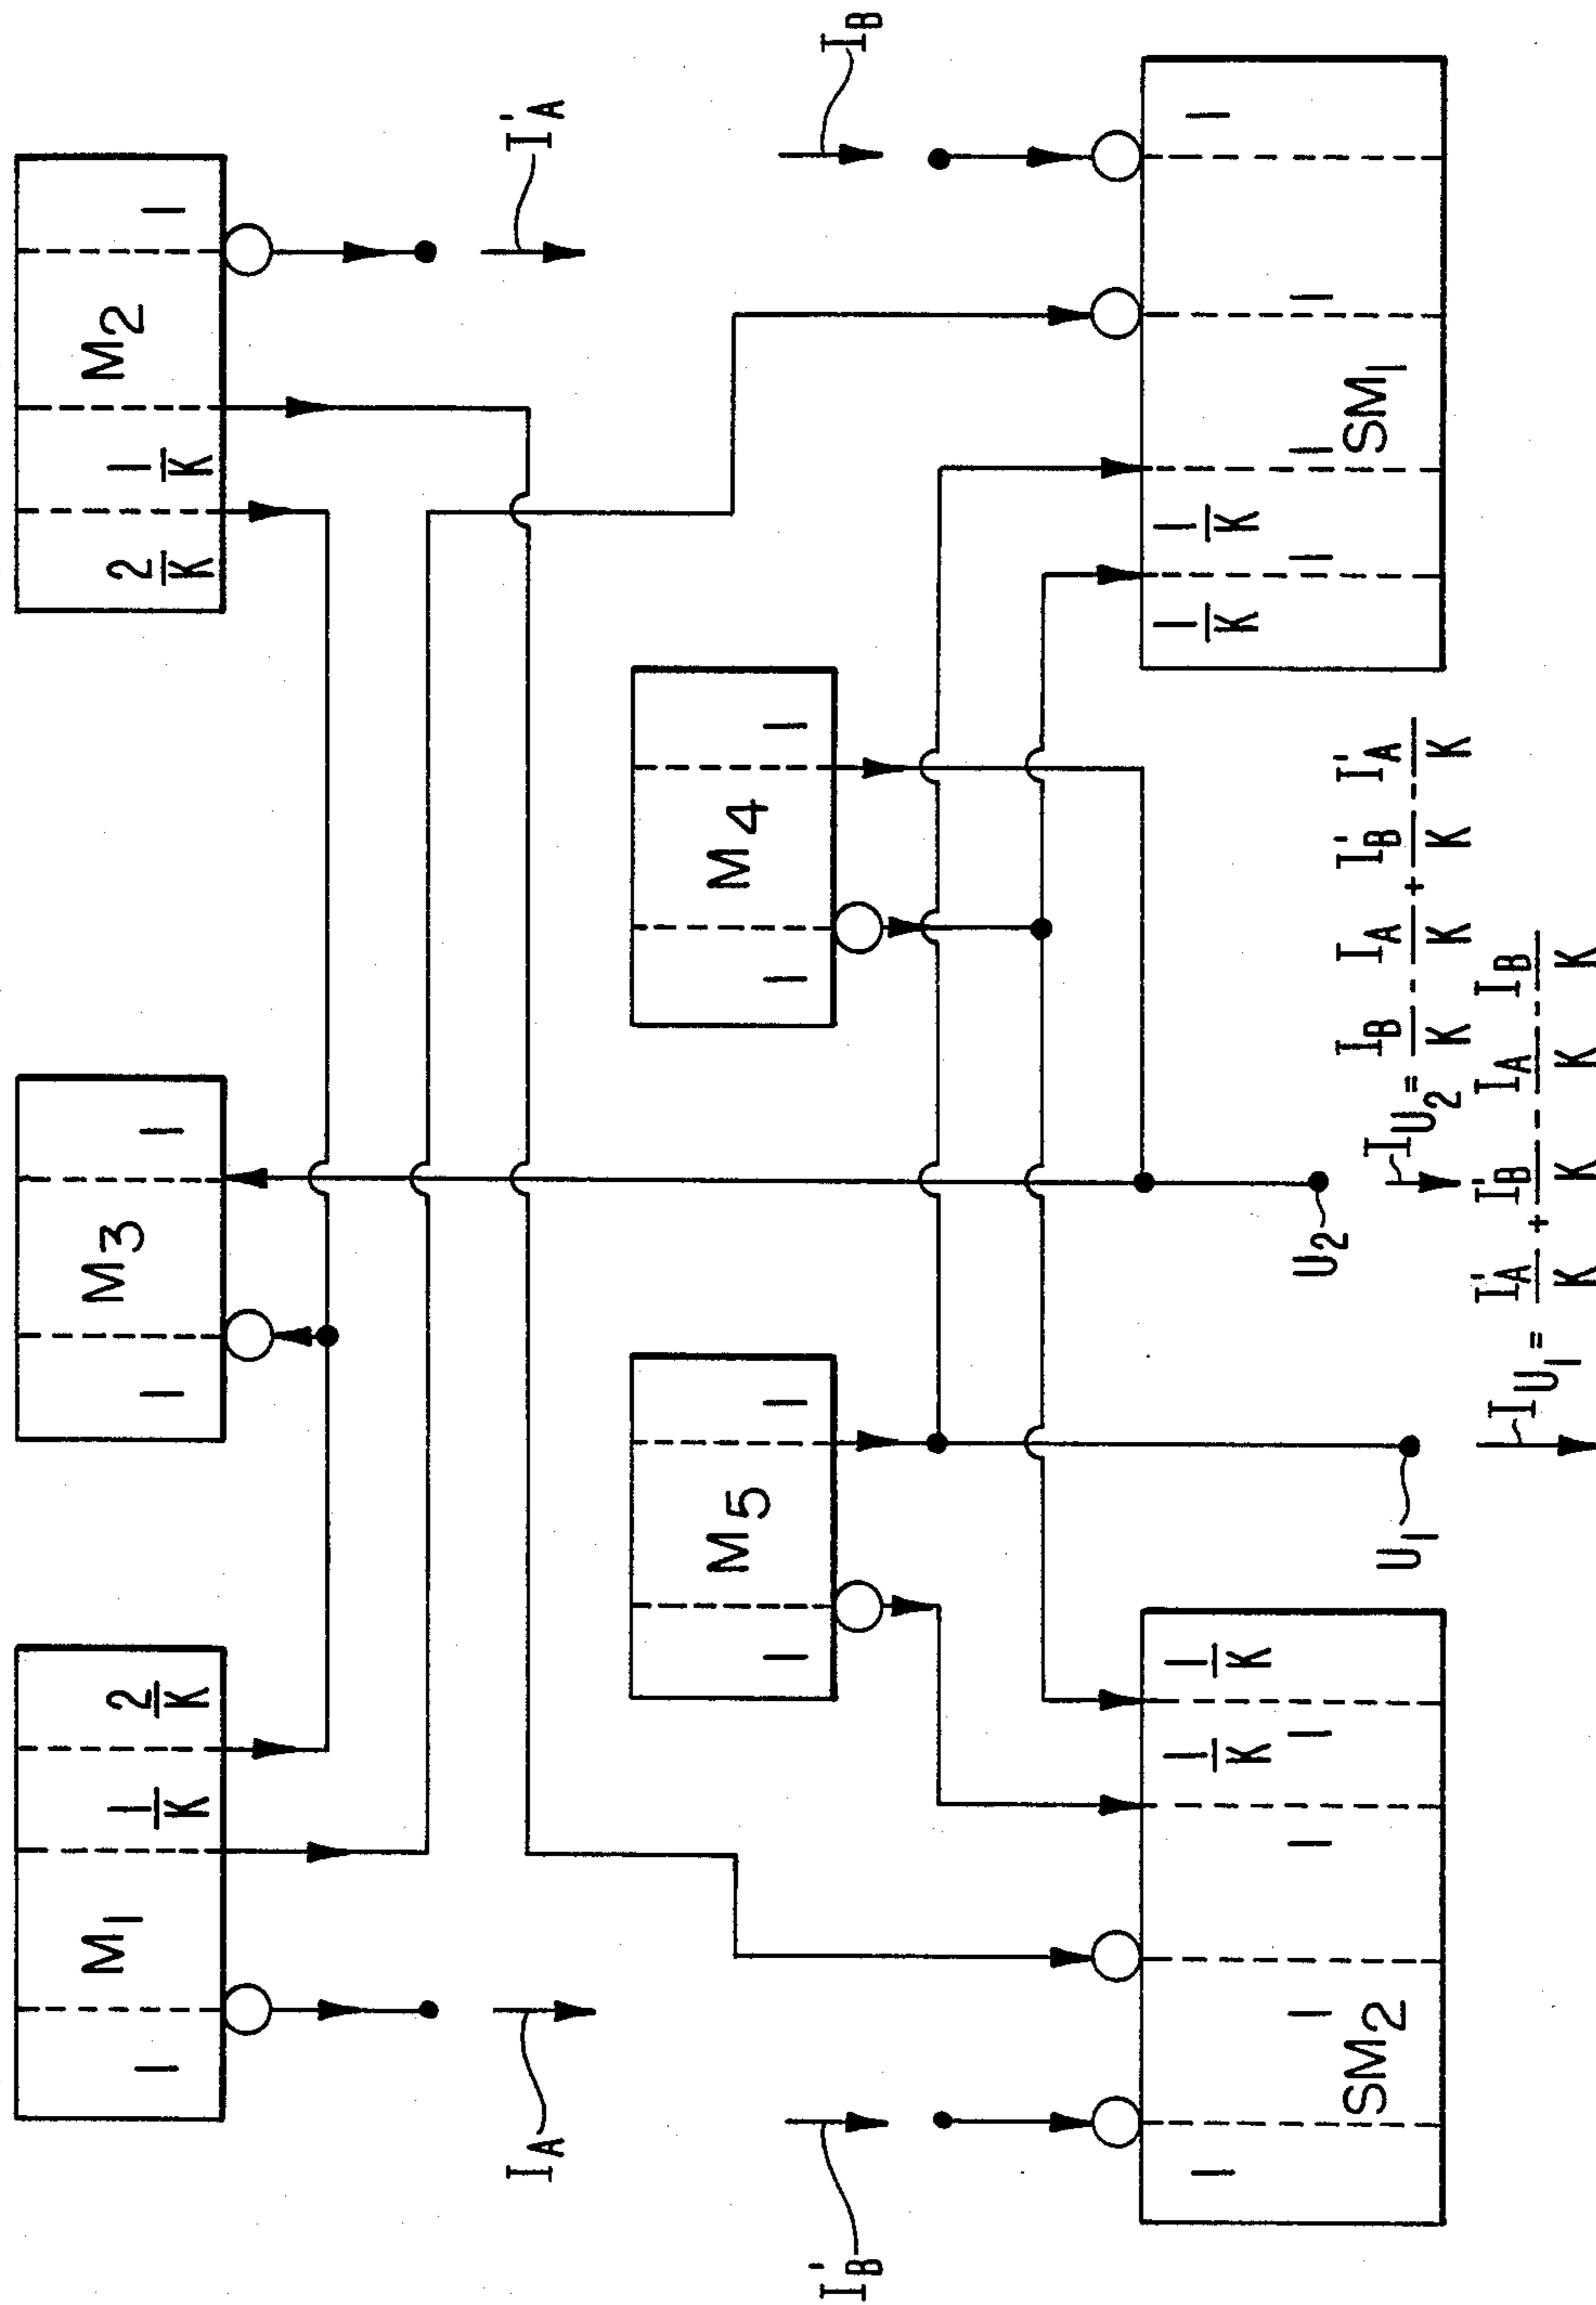 1 M1 1/K 2/K
1 M3 1
2/K 1/K M2 1
IA
I'A
1 M5 1
1 M4 1
I'B
IB
1 1/K 1/K
1 1 1
SM2
1/K 1/K 1
1 1 1
SM1
U2
U1
IU2 = IB/K - IA/K + I'B/K - I'A/K
IU1 = I'A/K + I'B/K - IA/K - IB/K